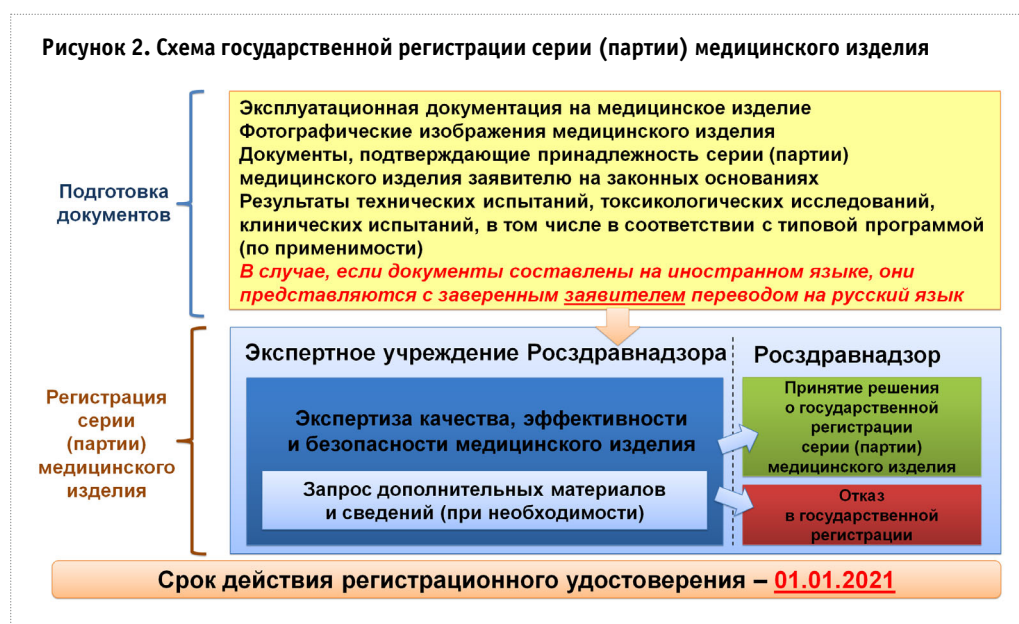 Рисунок 2. Схема государственной регистрации серии (партии) медицинского изделия
Подготовка
документов
Эксплуатационная документация на медицинское изделие
Фотографические изображения медицинского изделия
Документы, подтверждающие принадлежность серии (партии)
медицинского изделия заявителю на законных основаниях
Результаты технических испытаний, токсикологических исследований,
клинических испытаний, в том числе в соответствии с типовой программой
(по применимости)
В случае, если документы составлены на иностранном языке, они
представляются с заверенным заявителем переводом на русский язык
Регистрация
серии
(партии)
медицинского
изделия
Экспертное учреждение Росздравнадзора
Экспертиза качества, эффективности
и безопасности медицинского изделия
Запрос дополнительных материалов
и сведений (при необходимости)
Росздравнадзор
Принятие решения
о государственной
регистрации
серии (партии)
медицинского изделия
Отказ
в государственной
регистрации
Срок действия регистрационного удостоверения – 01.01.2021